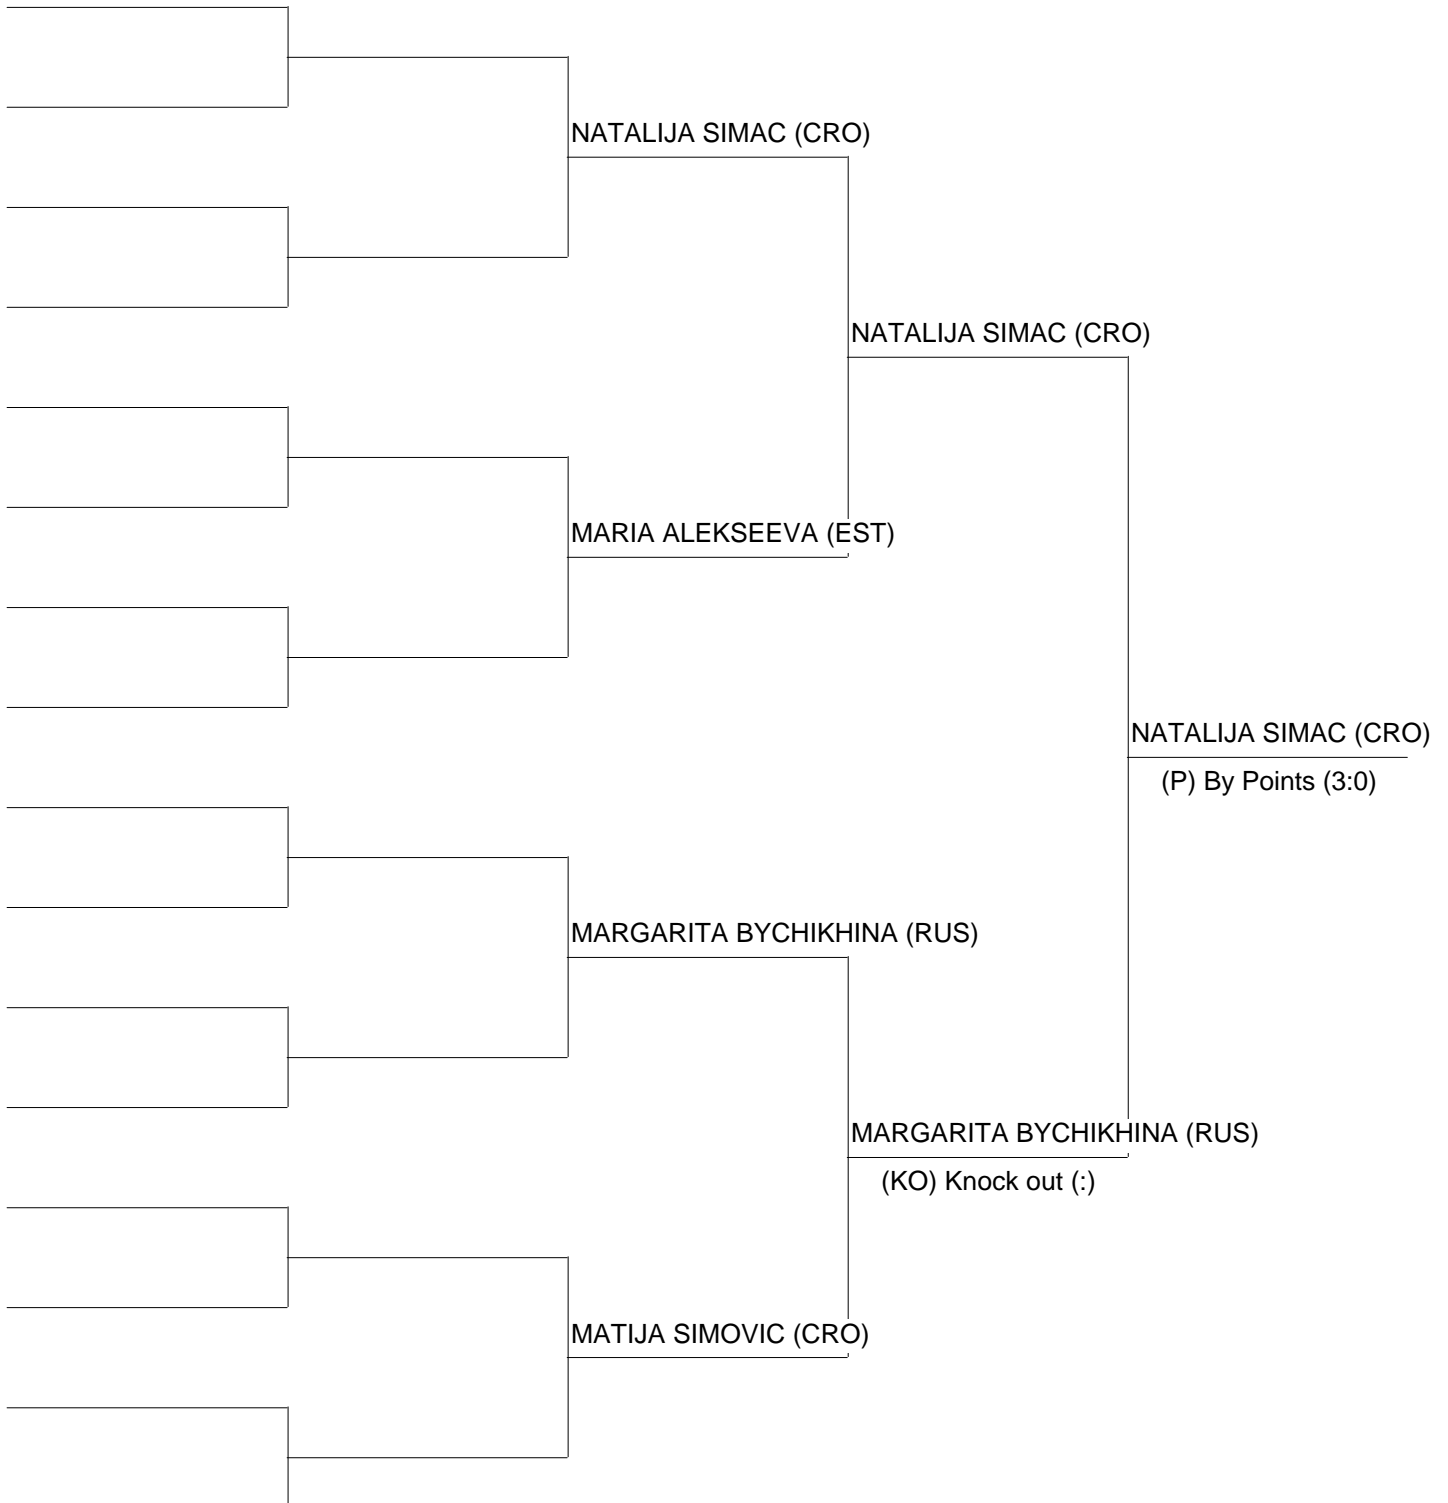 NATALIJA SIMAC (CRO)
NATALIJA SIMAC (CRO)
MARIA ALEKSEEVA (EST)
NATALIJA SIMAC (CRO)
(P) By Points (3:0)
MARGARITA BYCHIKHINA (RUS)
MARGARITA BYCHIKHINA (RUS)
(KO) Knock out (:)
MATIJA SIMOVIC (CRO)